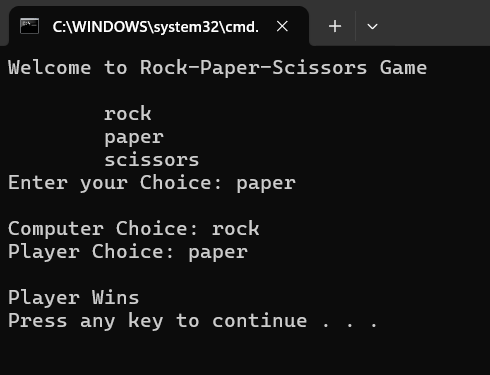 C:\WINDOWS\system32\cmd.
Welcome to Rock-Paper-Scissors Game
rock
paper
scissors
Enter your Choice: paper
Computer Choice: rock
Player Choice: paper
Player Wins
Press any key to continue . . .